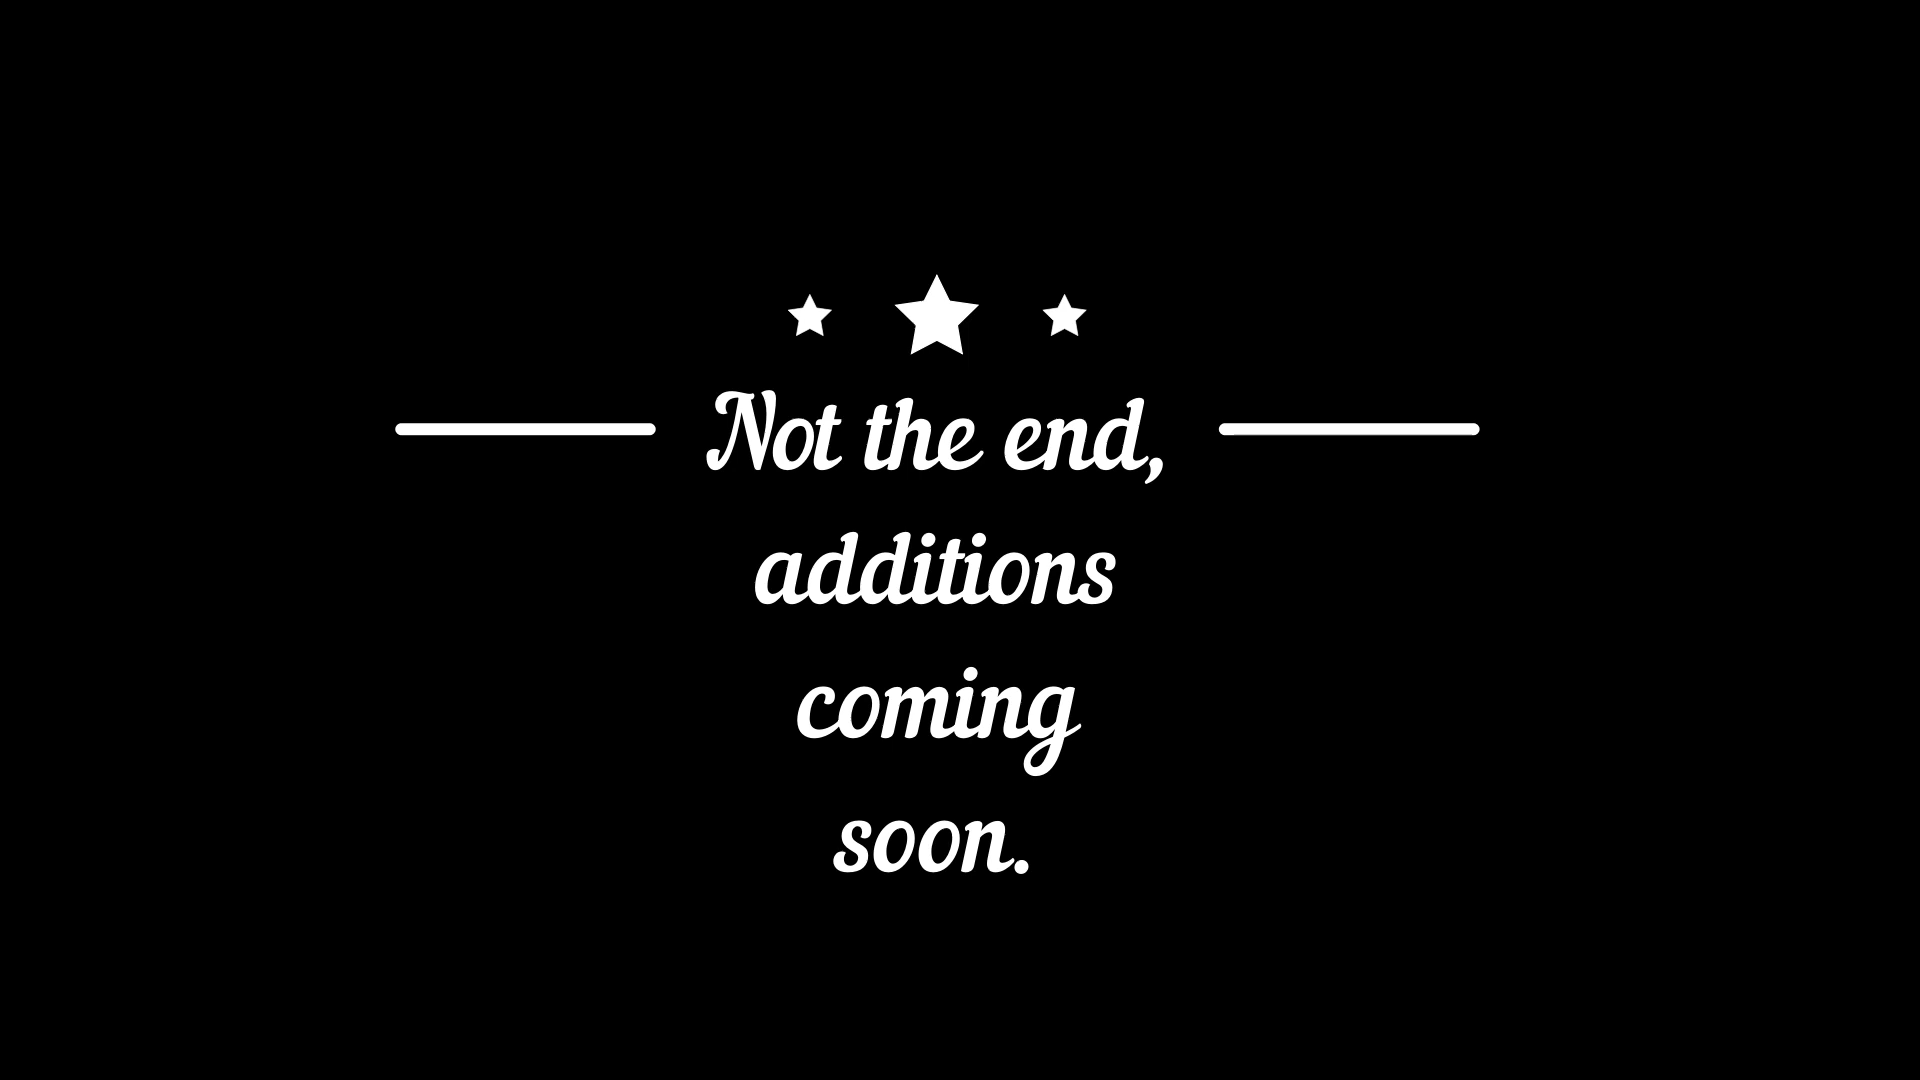 Not the end,
additions
coming
soon.